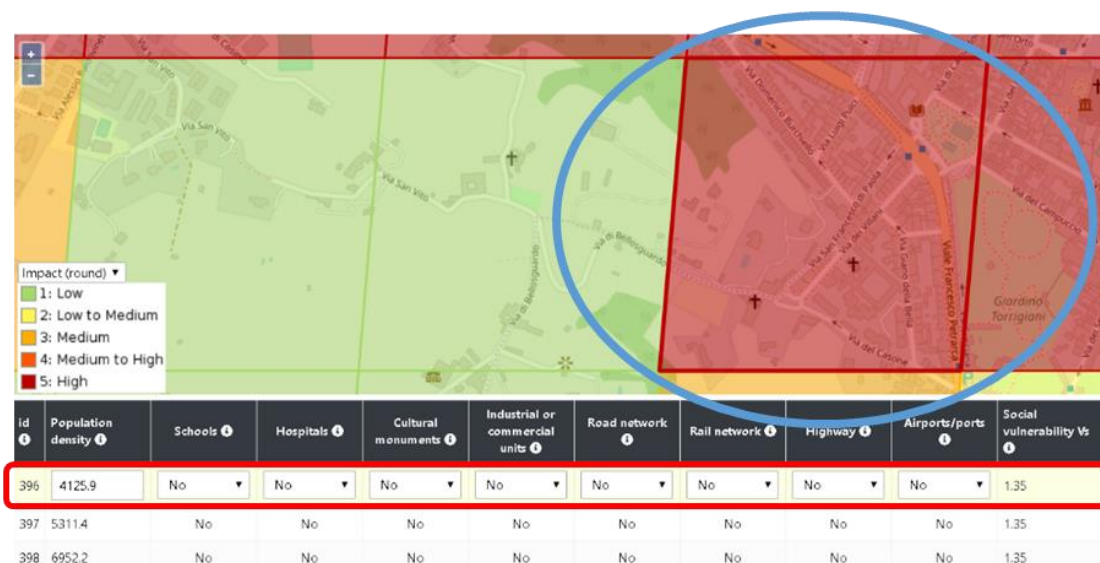 +
−
Via San Vito
Via San Vito
Via San Vito
Via di Bellosguardo
Via di Bellosguardo
Via Domenico Burchiello
Via Luigi Pulci
Via San Francesco di Paola
Via dei Villani
Via Giano della Bella
Viale Francesco Petrarca
Via del Campuccio
Via del Casone
Giardino
Torrigiani
Impact (round) ▼
1: Low
2: Low to Medium
3: Medium
4: Medium to High
5: High
id Population density Schools Hospitals Cultural monuments Industrial or commercial units Road network Rail network Highway Airports/ports Social vulnerability Vs
396 4125.9 No No No No No No No No 1.35
397 5311.4 No No No No No No No No 1.35
398 6952.2 No No No No No No No No 1.35